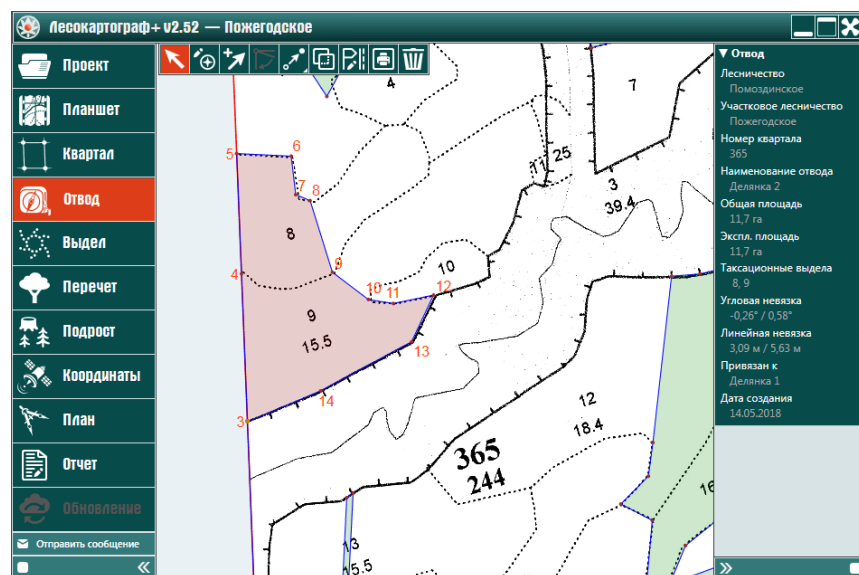 Лесокартограф+ v2.52 — Пожегодское
Проект
Планшет
Квартал
Отвод
Выдел
Перечет
Подрост
Координаты
План
Отчет
Обновление
Отправить сообщение
4
7
5
6
7
8
11 25
3
39.4
8
4
9
10
10
11
12
9
15.5
13
14
3
12
18.4
365
244
16
13
15.5
Отвод
Лесничество
Помоздинское
Участковое лесничество
Пожегодское
Номер квартала
365
Наименование отвода
Делянка 2
Общая площадь
11,7 га
Экспл. площадь
11,7 га
Таксационные выдела
8, 9
Угловая невязка
-0,26° / 0,58°
Линейная невязка
3,09 м / 5,63 м
Привязан к
Делянка 1
Дата создания
14.05.2018